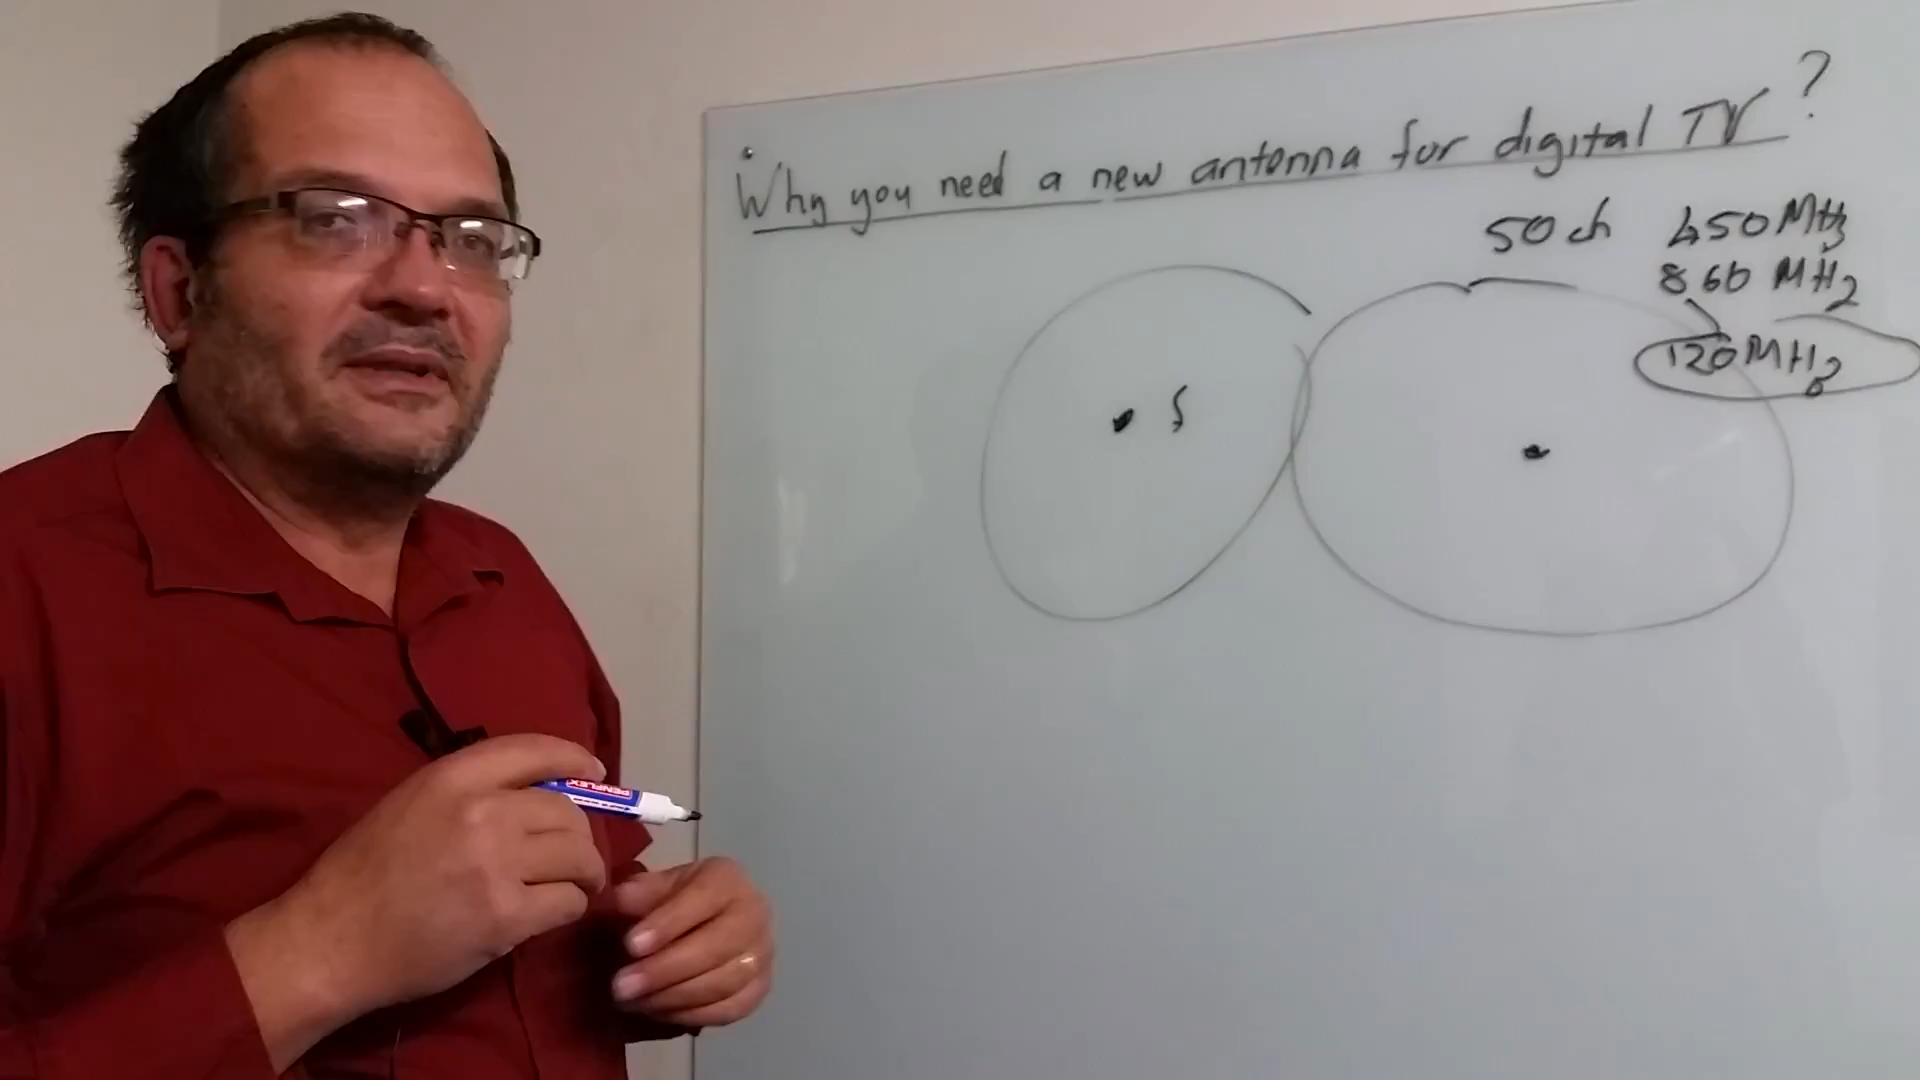 Why you need a new antenna for digital TV?
50 ch 450 MHz
860 MHz
120 MHz
f
PENFLEX